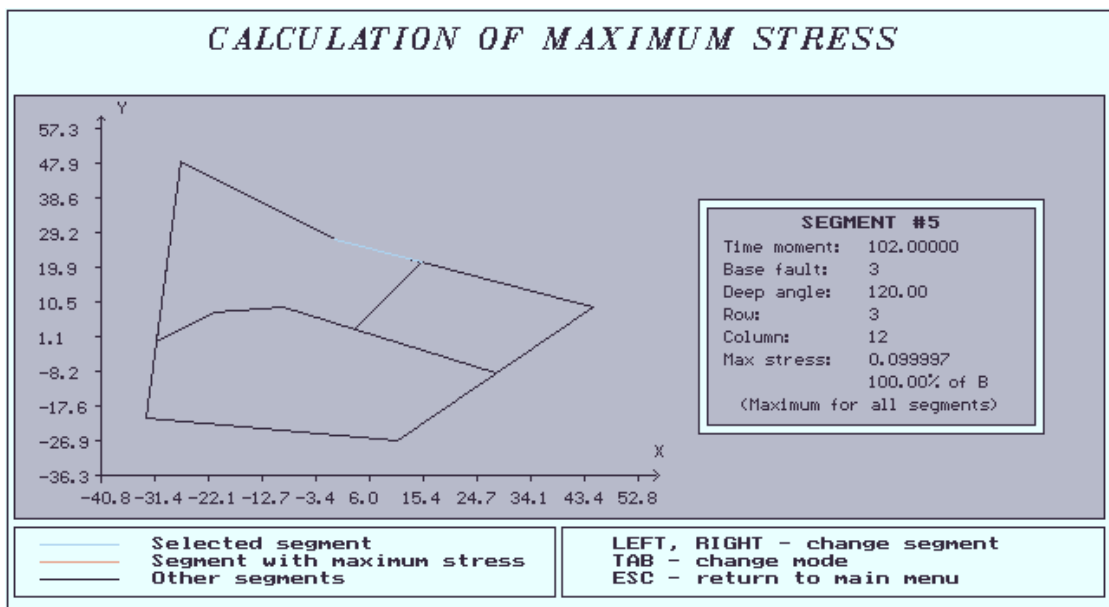 CALCULATION OF MAXIMUM STRESS
Y
57.3
47.9
38.6
29.2
19.9
10.5
1.1
-8.2
-17.6
-26.9
-36.3
X
-40.8 -31.4 -22.1 -12.7 -3.4 6.0 15.4 24.7 34.1 43.4 52.8
SEGMENT #5
Time moment: 102.00000
Base fault: 3
Deep angle: 120.00
Row: 3
Column: 12
Max stress: 0.099997
100.00% of B
(Maximum for all segments)
Selected segment
Segment with maximum stress
Other segments
LEFT, RIGHT - change segment
TAB - change mode
ESC - return to main menu